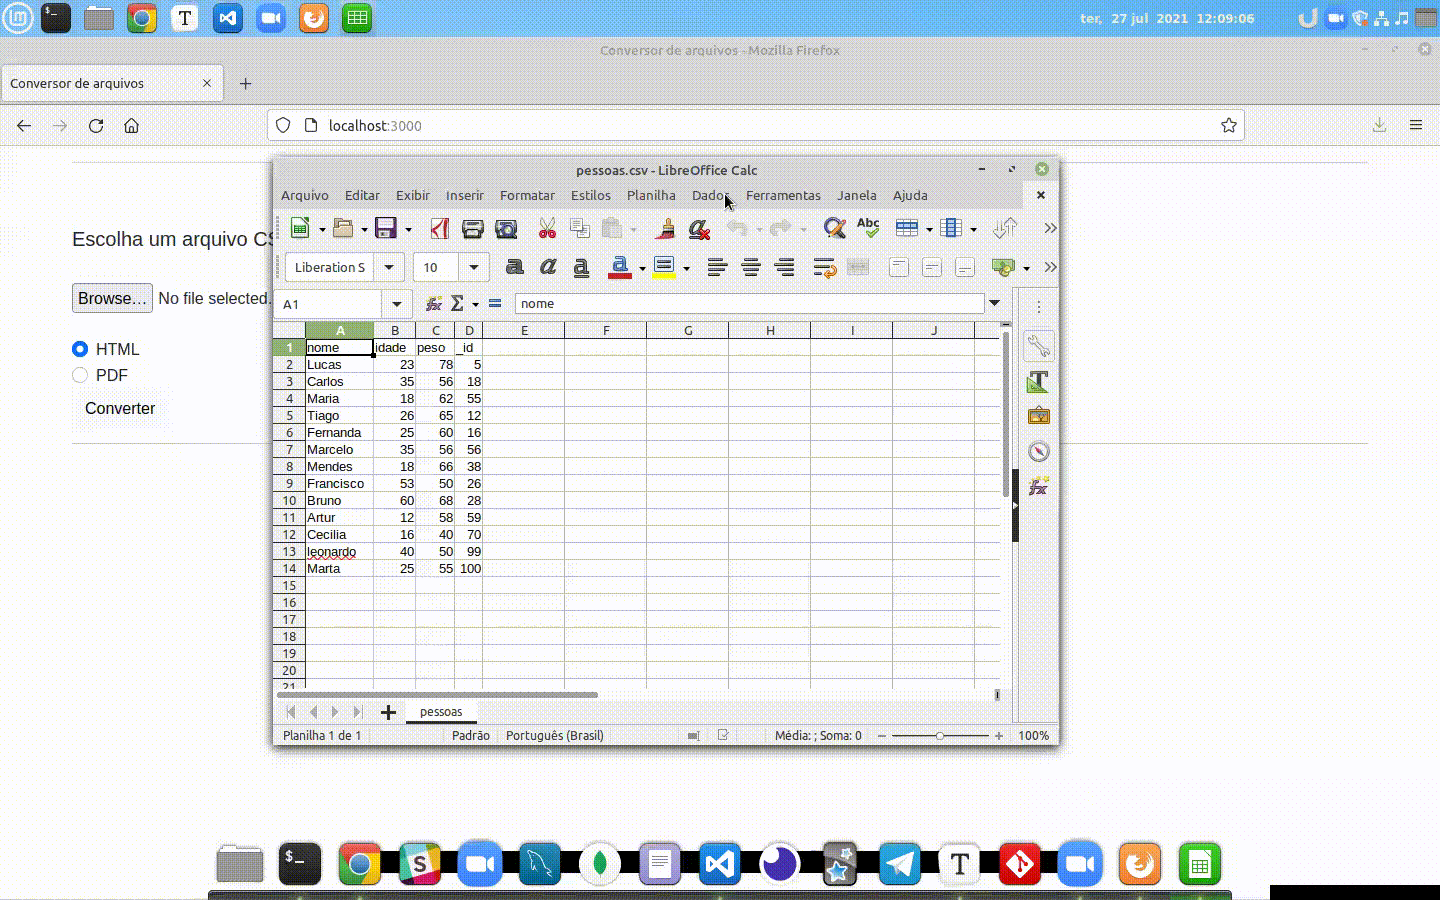 ter, 27 jul 2021 12:09:06
Conversor de arquivos - Mozilla Firefox
Conversor de arquivos
localhost:3000
Escolha um arquivo CS
Browse... No file selected.
HTML
PDF
Converter
pessoas.csv - LibreOffice Calc
Arquivo Editar Exibir Inserir Formatar Estilos Planilha Dados Ferramentas Janela Ajuda
Abc
Liberation S 10
A1 nome
A B C D E F G H I J
1 nome idade peso _id
2 Lucas 23 78 5
3 Carlos 35 56 18
4 Maria 18 62 55
5 Tiago 26 65 12
6 Fernanda 25 60 16
7 Marcelo 35 56 56
8 Mendes 18 66 38
9 Francisco 53 50 26
10 Bruno 60 68 28
11 Artur 12 58 59
12 Cecilia 16 40 70
13 leonardo 40 50 99
14 Marta 25 55 100
15
16
17
18
19
20
21
pessoas
Planilha 1 de 1 Padrão Português (Brasil) Média: ; Soma: 0 100%